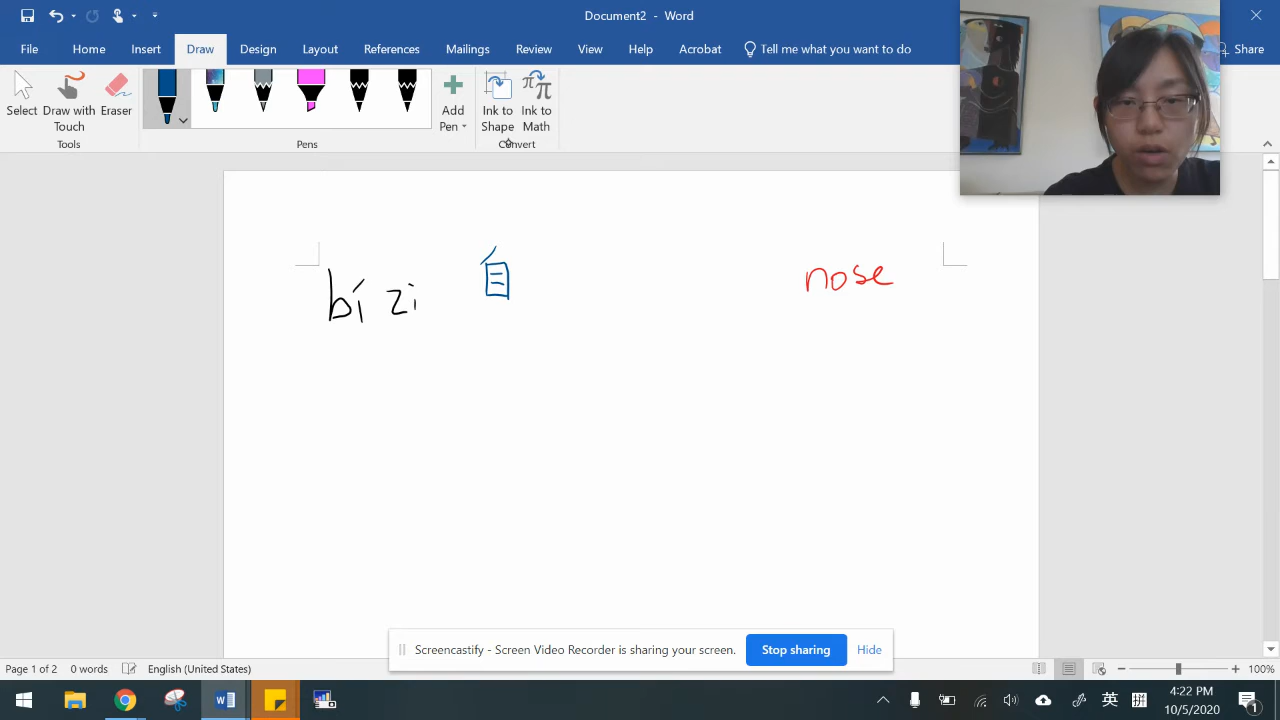 Document2 - Word
File Home Insert Draw Design Layout References Mailings Review View Help Acrobat Tell me what you want to do Share
Select Draw with Touch Eraser Add Pen Ink to Shape Ink to Math
Tools Pens Convert
bí zi 自 nose
Screencastify - Screen Video Recorder is sharing your screen. Stop sharing Hide
Page 1 of 2 0 words English (United States) 100%
英 拼 4:22 PM
10/5/2020 1